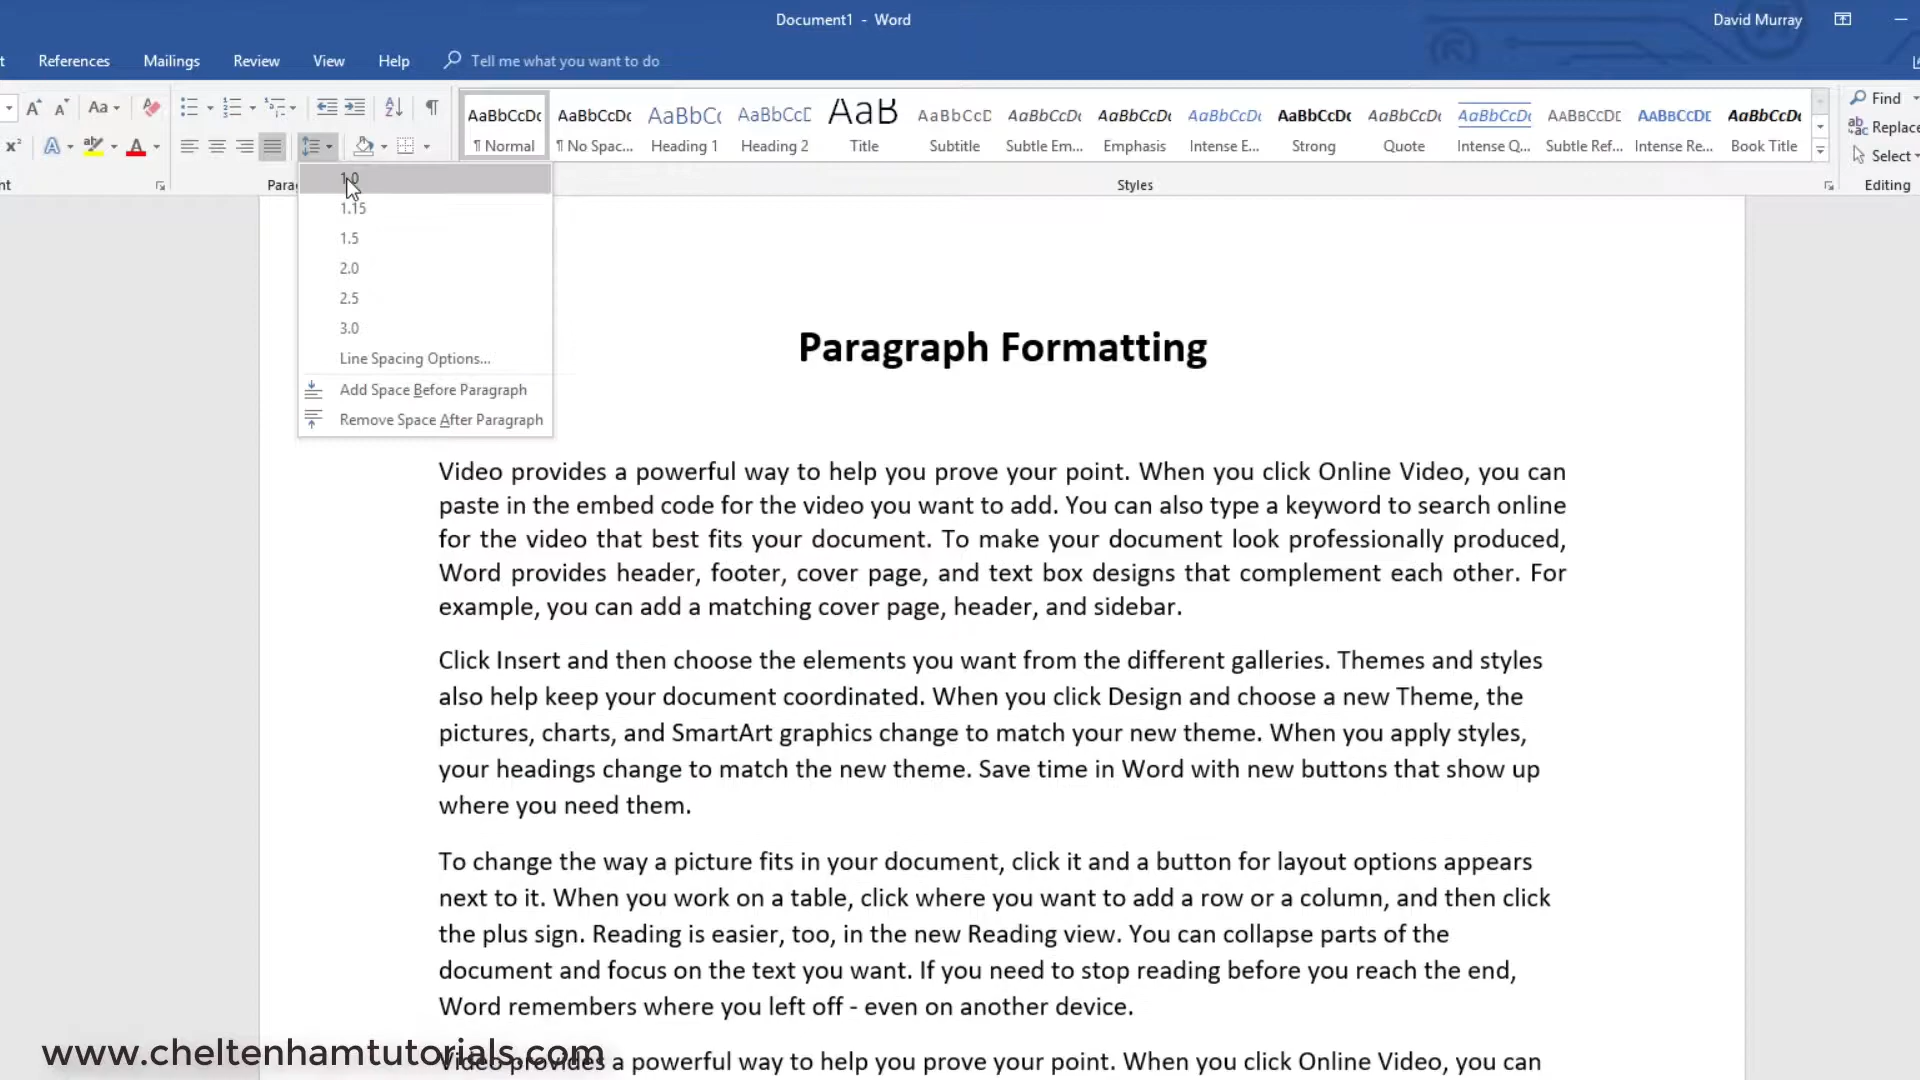 Document1 - Word
David Murray
References Mailings Review View Help Tell me what you want to do
Aa
AaBbCcDc AaBbCcDc AaBbCc AaBbCcD AaB AaBbCcD AaBbCcDc AaBbCcDc AaBbCcDc AaBbCcDc AaBbCcDc AaBbCcDc AABBCCDC AABBCCDC AaBbCcDc
Find
Replace
Select
¶ Normal ¶ No Spac... Heading 1 Heading 2 Title Subtitle Subtle Em... Emphasis Intense E... Strong Quote Intense Q... Subtle Ref... Intense Re... Book Title
Styles
Editing
1.0
1.15
1.5
2.0
2.5
3.0
Line Spacing Options...
Add Space Before Paragraph
Remove Space After Paragraph
Paragraph Formatting
Video provides a powerful way to help you prove your point. When you click Online Video, you can
paste in the embed code for the video you want to add. You can also type a keyword to search online
for the video that best fits your document. To make your document look professionally produced,
Word provides header, footer, cover page, and text box designs that complement each other. For
example, you can add a matching cover page, header, and sidebar.
Click Insert and then choose the elements you want from the different galleries. Themes and styles
also help keep your document coordinated. When you click Design and choose a new Theme, the
pictures, charts, and SmartArt graphics change to match your new theme. When you apply styles,
your headings change to match the new theme. Save time in Word with new buttons that show up
where you need them.
To change the way a picture fits in your document, click it and a button for layout options appears
next to it. When you work on a table, click where you want to add a row or a column, and then click
the plus sign. Reading is easier, too, in the new Reading view. You can collapse parts of the
document and focus on the text you want. If you need to stop reading before you reach the end,
Word remembers where you left off - even on another device.
Video provides a powerful way to help you prove your point. When you click Online Video, you can
www.cheltenhamtutorials.com